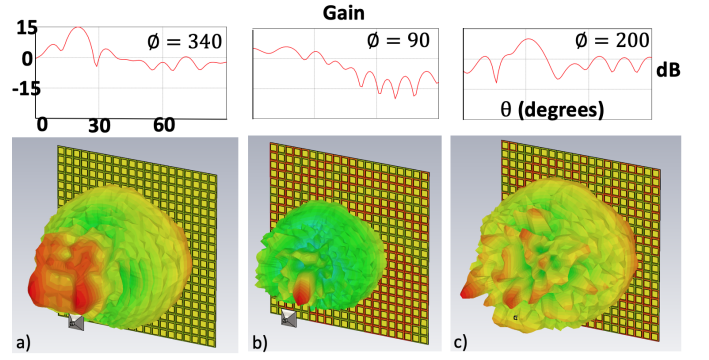 Gain
15
0
-15
0 30 60
Ø = 340
Ø = 90
Ø = 200
dB
θ (degrees)
a)
b)
c)